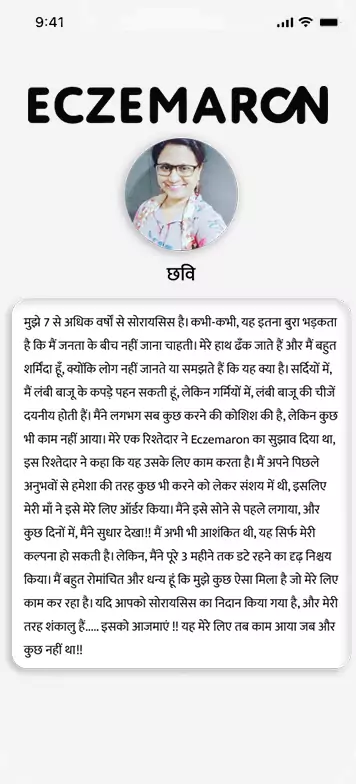 9:41
ECZEMARON
छवि
मुझे 7 से अधिक वर्षों से सोरायसिस है। कभी-कभी, यह इतना बुरा भड़कता
है कि मैं जनता के बीच नहीं जाना चाहती। मेरे हाथ ढँक जाते हैं और मैं बहुत
शर्मिंदा हूँ, क्योंकि लोग नहीं जानते या समझते हैं कि यह क्या है। सर्दियों में,
मैं लंबी बाजू के कपड़े पहन सकती हूं, लेकिन गर्मियों में, लंबी बाजू की चीजें
दयनीय होती हैं। मैंने लगभग सब कुछ करने की कोशिश की है, लेकिन कुछ
भी काम नहीं आया। मेरे एक रिश्तेदार ने Eczemaron का सुझाव दिया था,
इस रिश्तेदार ने कहा कि यह उसके लिए काम करता है। मैं अपने पिछले
अनुभवों से हमेशा की तरह कुछ भी करने को लेकर संशय में थी, इसलिए
मेरी माँ ने इसे मेरे लिए ऑर्डर किया। मैंने इसे सोने से पहले लगाया, और
कुछ दिनों में, मैंने सुधार देखा!! मैं अभी भी आशंकित थी, यह सिर्फ मेरी
कल्पना हो सकती है। लेकिन, मैंने पूरे 3 महीने तक डटे रहने का दृढ़ निश्चय
किया। मैं बहुत रोमांचित और धन्य हूं कि मुझे कुछ ऐसा मिला है जो मेरे लिए
काम कर रहा है। यदि आपको सोरायसिस का निदान किया गया है, और मेरी
तरह शंकालु हैं..... इसको आजमाएं !! यह मेरे लिए तब काम आया जब और
कुछ नहीं था!!